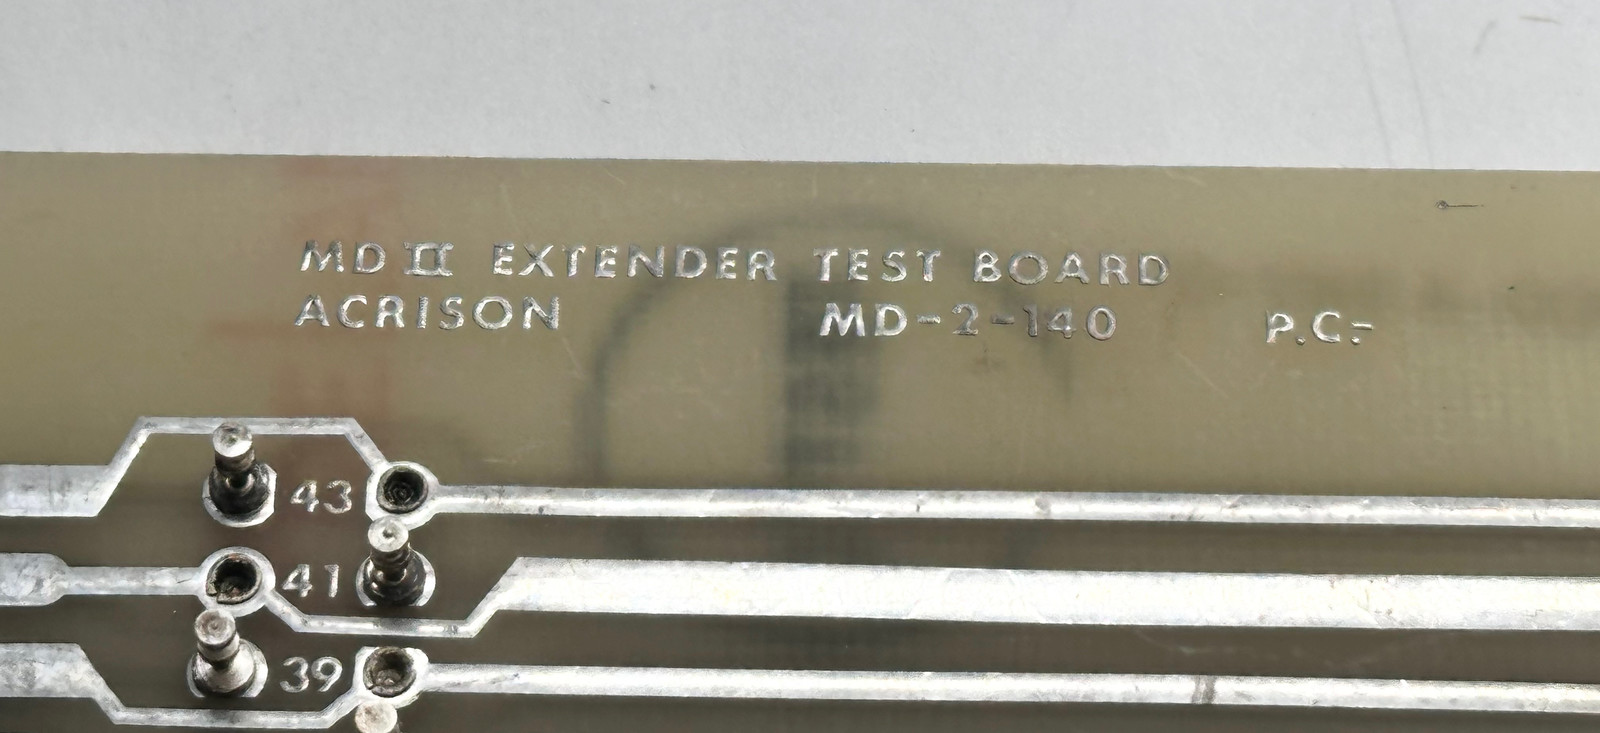 MD II EXTENDER TEST BOARD
ACRISON MD-2-140 P.C.-
43
41
39